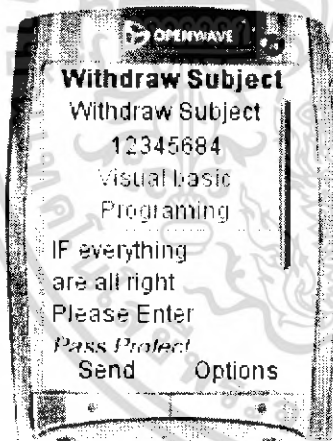 OPENWAVE
Withdraw Subject
Withdraw Subject
12345684
Visual basic
Programing
IF everything
are all right
Please Enter
Pass Protect
Send Options